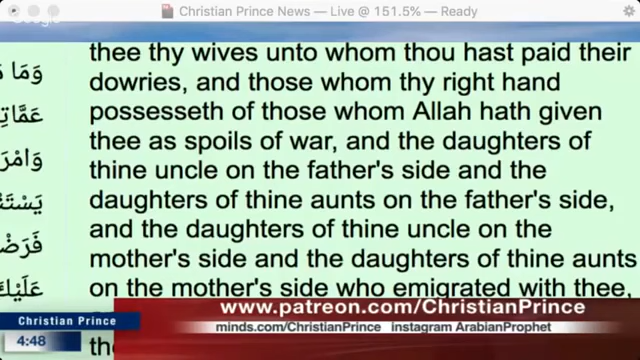 Christian Prince News — Live @ 151.5% — Ready
Google
thee thy wives unto whom thou hast paid their
dowries, and those whom thy right hand
possesseth of those whom Allah hath given
thee as spoils of war, and the daughters of
thine uncle on the father's side and the
daughters of thine aunts on the father's side,
and the daughters of thine uncle on the
mother's side and the daughters of thine aunts
on the mother's side who emigrated with thee,
وَمَا
عَمَّاتِ
وَامْرَ
يَسْتَنْ
فَرَضْ
عَلَيْكَ
www.patreon.com/ChristianPrince
minds.com/ChristianPrince instagram ArabianProphet
Christian Prince
4:48